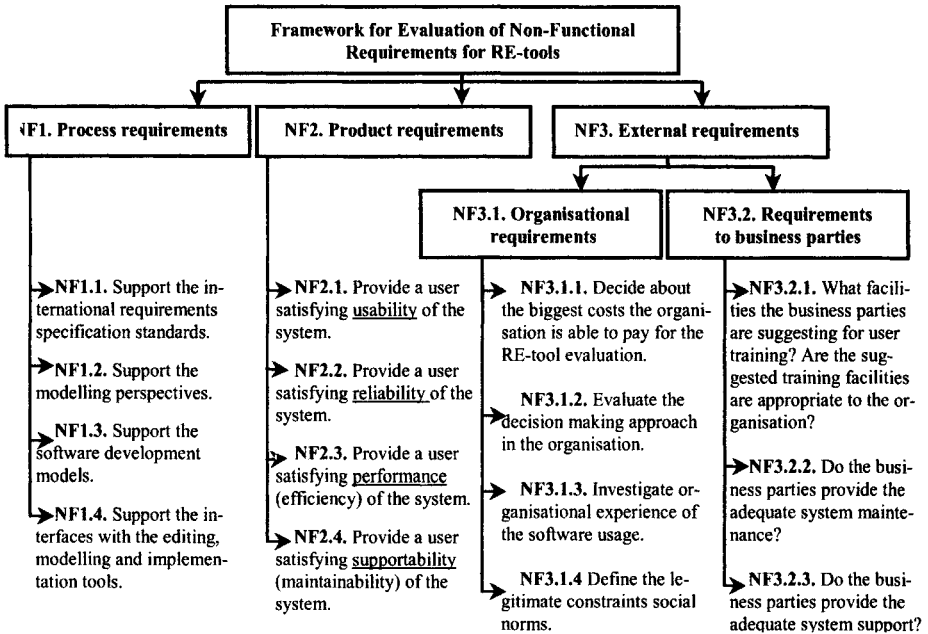 Framework for Evaluation of Non-Functional
Requirements for RE-tools
NF1. Process requirements
NF2. Product requirements
NF3. External requirements
NF3.1. Organisational
requirements
NF3.2. Requirements
to business parties
NF1.1. Support the in-
ternational requirements
specification standards.
NF1.2. Support the
modelling perspectives.
NF1.3. Support the
software development
models.
NF1.4. Support the in-
terfaces with the editing,
modelling and implemen-
tation tools.
NF2.1. Provide a user
satisfying usability of the
system.
NF2.2. Provide a user
satisfying reliability of the
system.
NF2.3. Provide a user
satisfying performance
(efficiency) of the system.
NF2.4. Provide a user
satisfying supportability
(maintainability) of the
system.
NF3.1.1. Decide about
the biggest costs the organi-
sation is able to pay for the
RE-tool evaluation.
NF3.1.2. Evaluate the
decision making approach
in the organisation.
NF3.1.3. Investigate or-
ganisational experience of
the software usage.
NF3.1.4 Define the le-
gitimate constraints social
norms.
NF3.2.1. What facili-
ties the business parties
are suggesting for user
training? Are the sug-
gested training facilities
are appropriate to the or-
ganisation?
NF3.2.2. Do the busi-
ness parties provide the
adequate system mainte-
nance?
NF3.2.3. Do the busi-
ness parties provide the
adequate system support?